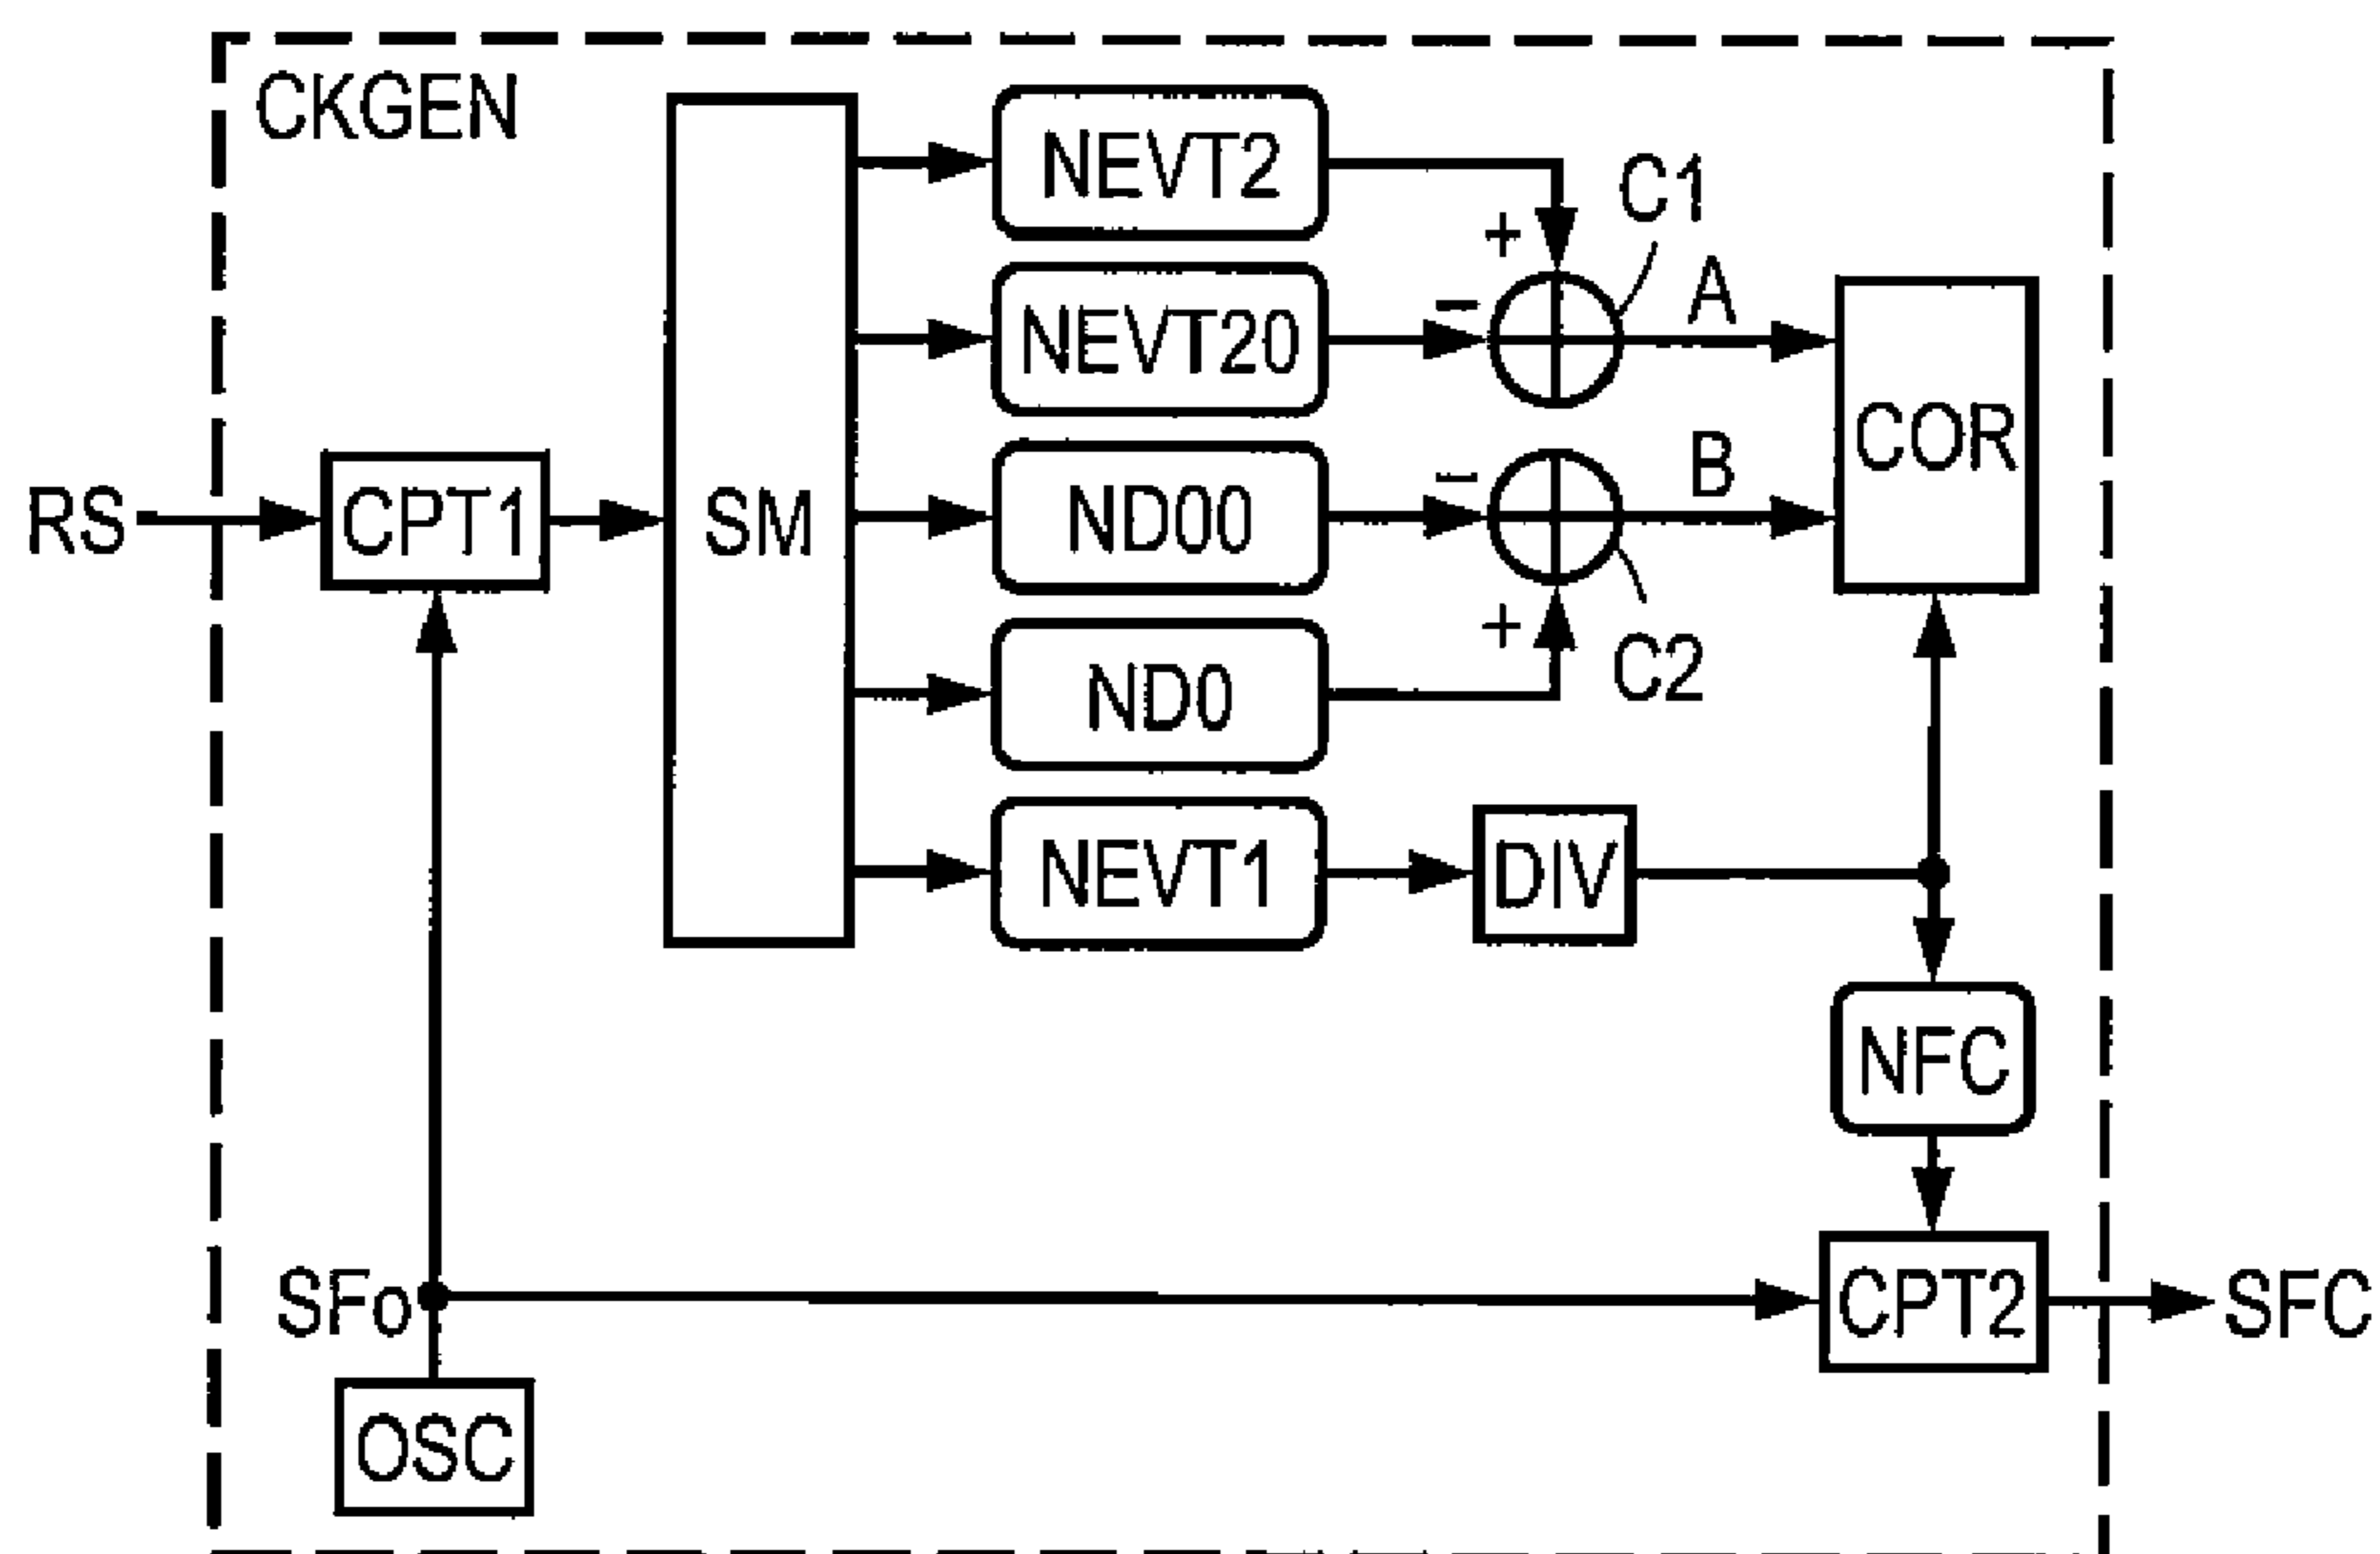 CKGEN
NEVT2
C1
+
−
A
NEVT20
COR
RS
CPT1
SM
ND00
−
B
+
C2
ND0
NEVT1
DIV
NFC
SFo
CPT2
SFC
OSC